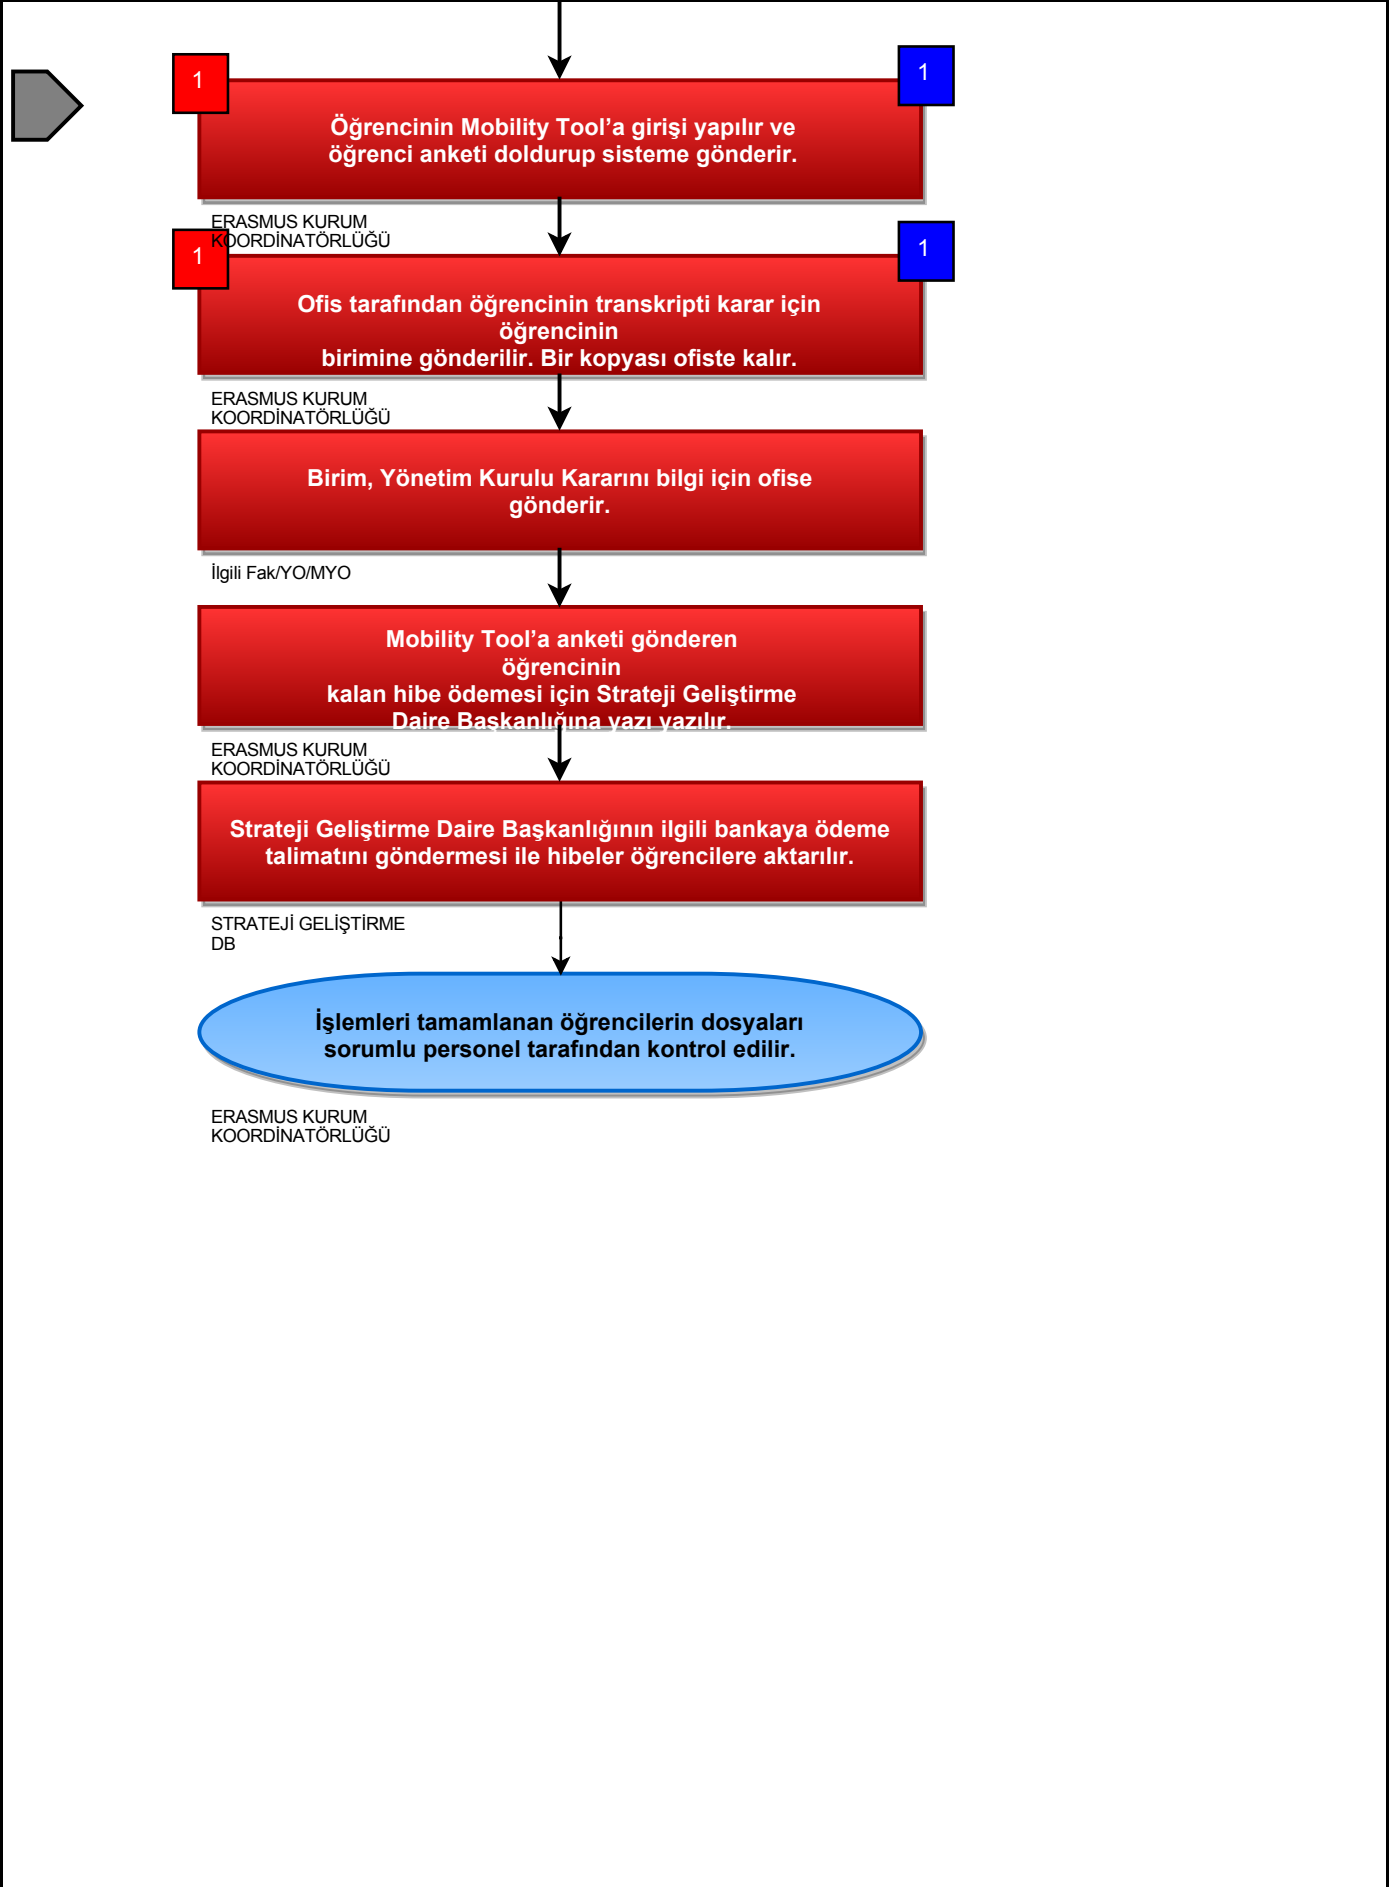 1
1
Öğrencinin Mobility Tool’a girişi yapılır ve
öğrenci anketi doldurup sisteme gönderir.
ERASMUS KURUM
KOORDİNATÖRLÜĞÜ
1
1
Ofis tarafından öğrencinin transkripti karar için
öğrencinin
birimine gönderilir. Bir kopyası ofiste kalır.
ERASMUS KURUM
KOORDİNATÖRLÜĞÜ
Birim, Yönetim Kurulu Kararını bilgi için ofise
gönderir.
İlgili Fak/YO/MYO
Mobility Tool’a anketi gönderen
öğrencinin
kalan hibe ödemesi için Strateji Geliştirme
Daire Başkanlığına yazı yazılır.
ERASMUS KURUM
KOORDİNATÖRLÜĞÜ
Strateji Geliştirme Daire Başkanlığının ilgili bankaya ödeme
talimatını göndermesi ile hibeler öğrencilere aktarılır.
STRATEJİ GELİŞTİRME
DB
İşlemleri tamamlanan öğrencilerin dosyaları
sorumlu personel tarafından kontrol edilir.
ERASMUS KURUM
KOORDİNATÖRLÜĞÜ